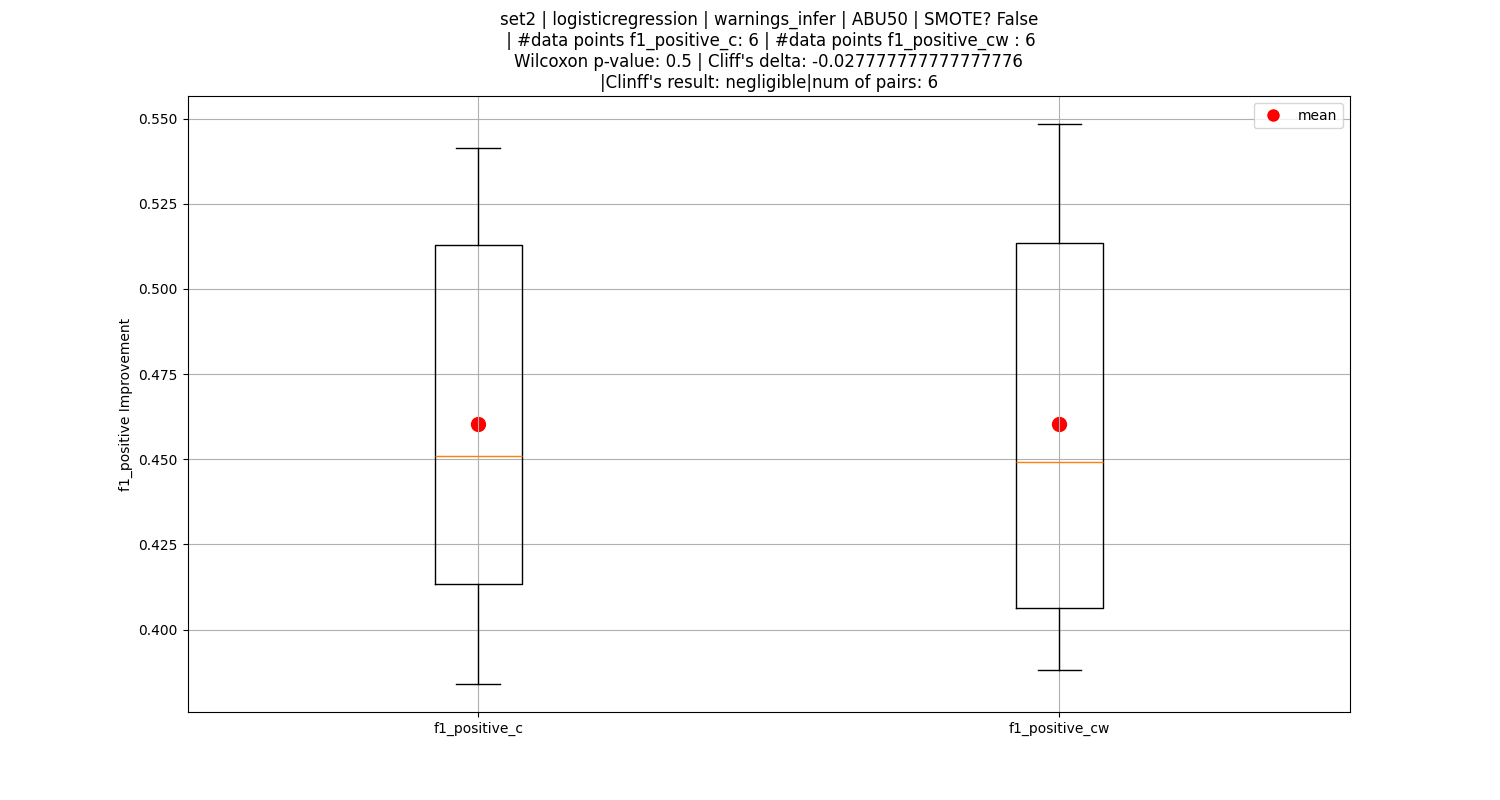 set2 | logisticregression | warnings_infer | ABU50 | SMOTE? False
| #data points f1_positive_c: 6 | #data points f1_positive_cw : 6
Wilcoxon p-value: 0.5 | Cliff's delta: -0.027777777777777776
|Clinff's result: negligible|num of pairs: 6
mean
0.550
0.525
0.500
0.475
0.450
0.425
0.400
f1_positive Improvement
f1_positive_c
f1_positive_cw